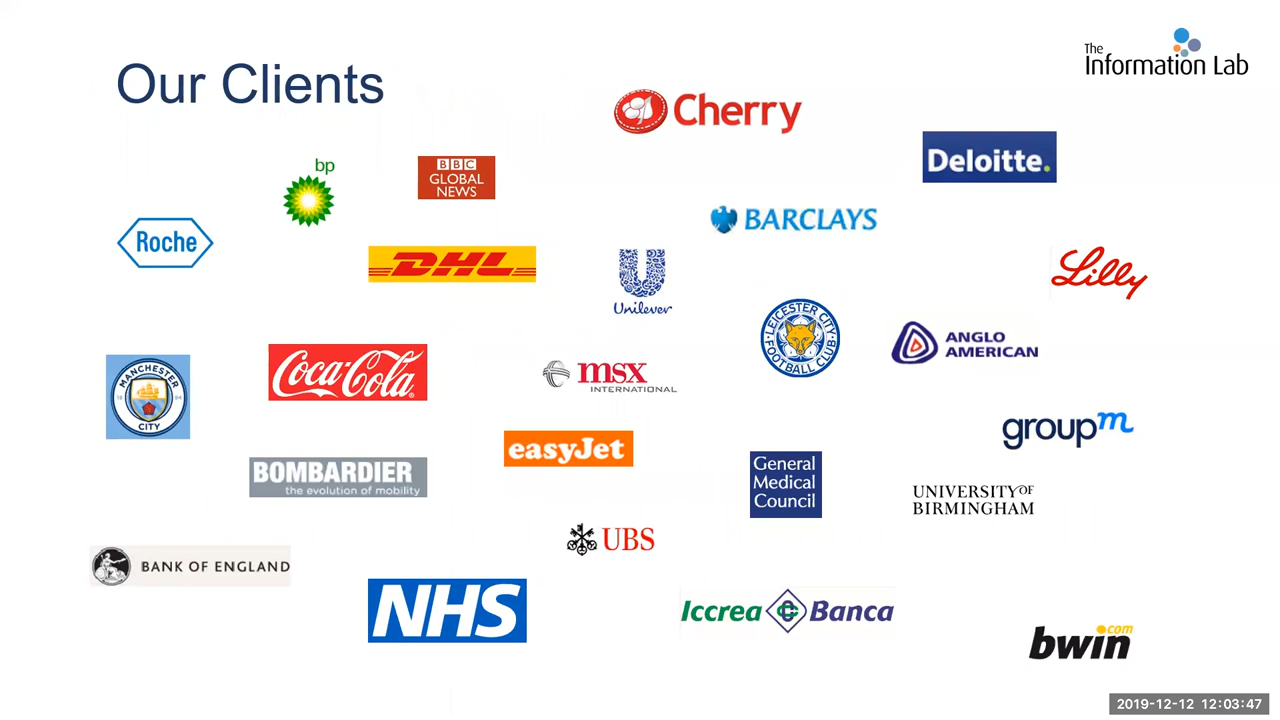 The
Information Lab
Our Clients
Cherry
Deloitte.
bp
BBC
GLOBAL
NEWS
BARCLAYS
Roche
DHL
Unilever
Lilly
LEICESTER CITY
FOOTBALL CLUB
ANGLO
AMERICAN
MANCHESTER
18 94
CITY
Coca-Cola
msx
INTERNATIONAL
groupm
easyJet
BOMBARDIER
the evolution of mobility
General
Medical
Council
UNIVERSITY OF
BIRMINGHAM
UBS
BANK OF ENGLAND
NHS
Iccrea Banca
bwin.com
2019-12-12 12:03:47